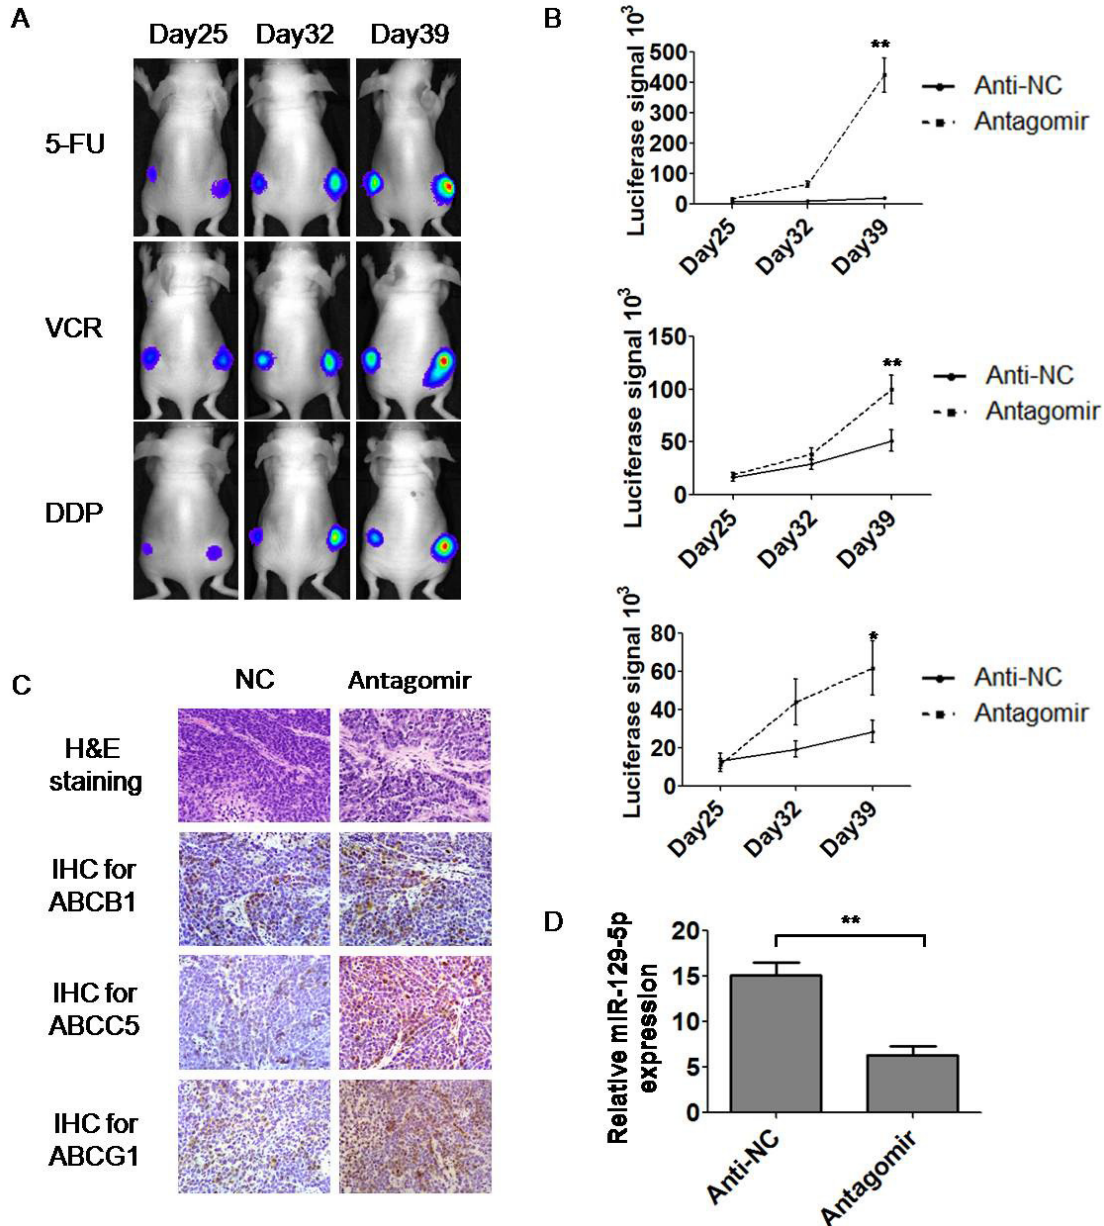 A
Day25 Day32 Day39
5-FU
VCR
DDP
B
Luciferase signal 10³
500
400
300
200
100
0
**
Day25
Day32
Day39
Anti-NC
Antagomir
Luciferase signal 10³
150
100
50
0
**
Day25
Day32
Day39
Anti-NC
Antagomir
Luciferase signal 10³
80
60
40
20
0
*
Day25
Day32
Day39
Anti-NC
Antagomir
C
NC Antagomir
H&E
staining
IHC for
ABCB1
IHC for
ABCC5
IHC for
ABCG1
D
Relative miR-129-5p
expression
20
15
10
5
0
**
Anti-NC
Antagomir